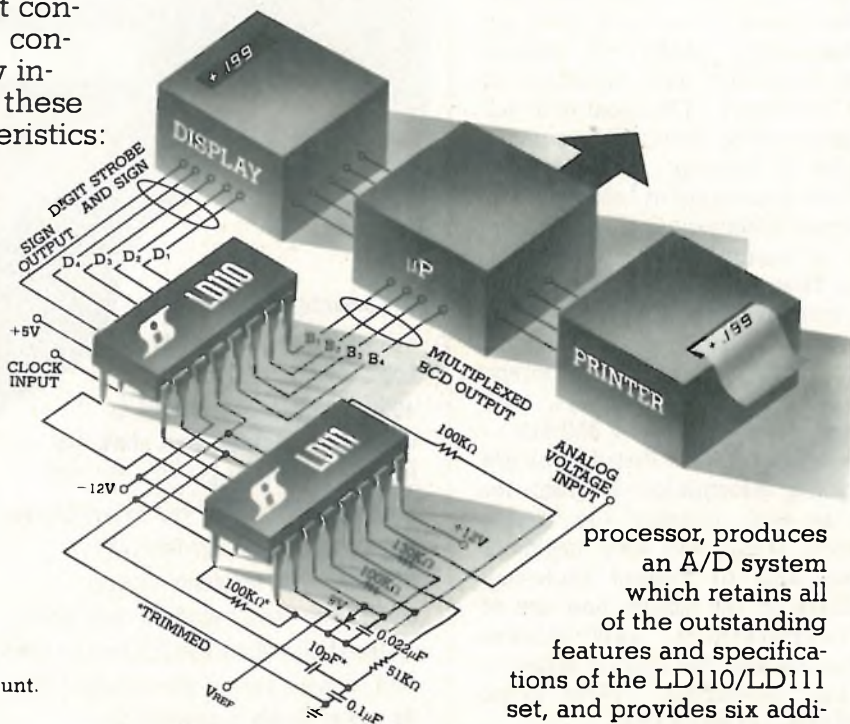 t con-
con-
y in-
these
eristics:
+ .199
DISPLAY
DIGIT STROBE
AND SIGN
SIGN
OUTPUT
D4 D3 D2 D1
LD110
+5V
CLOCK
INPUT
μP
B1 B2 B3 B4
MULTIPLEXED
BCD OUTPUT
+ .199
PRINTER
LD111
100KΩ
ANALOG
VOLTAGE
INPUT
-12V
+12V
100KΩ
100KΩ*
*TRIMMED
0.022μF
10pF*
51KΩ
VREF
0.1μF
unt.
processor, produces
an A/D system
which retains all
of the outstanding
features and specifica-
tions of the LD110/LD111
set, and provides six addi-